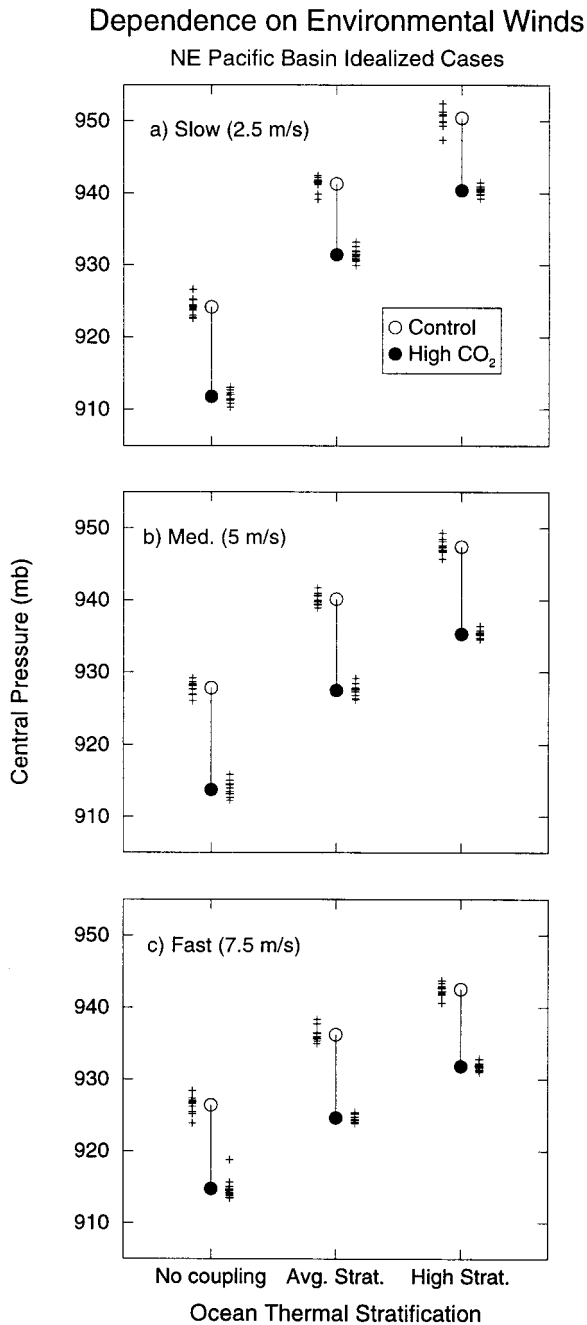 Dependence on Environmental Winds
NE Pacific Basin Idealized Cases
950
940
930
920
910
a) Slow (2.5 m/s)
Control
High CO₂
950
940
930
920
910
b) Med. (5 m/s)
Central Pressure (mb)
950
940
930
920
910
c) Fast (7.5 m/s)
No coupling Avg. Strat. High Strat.
Ocean Thermal Stratification